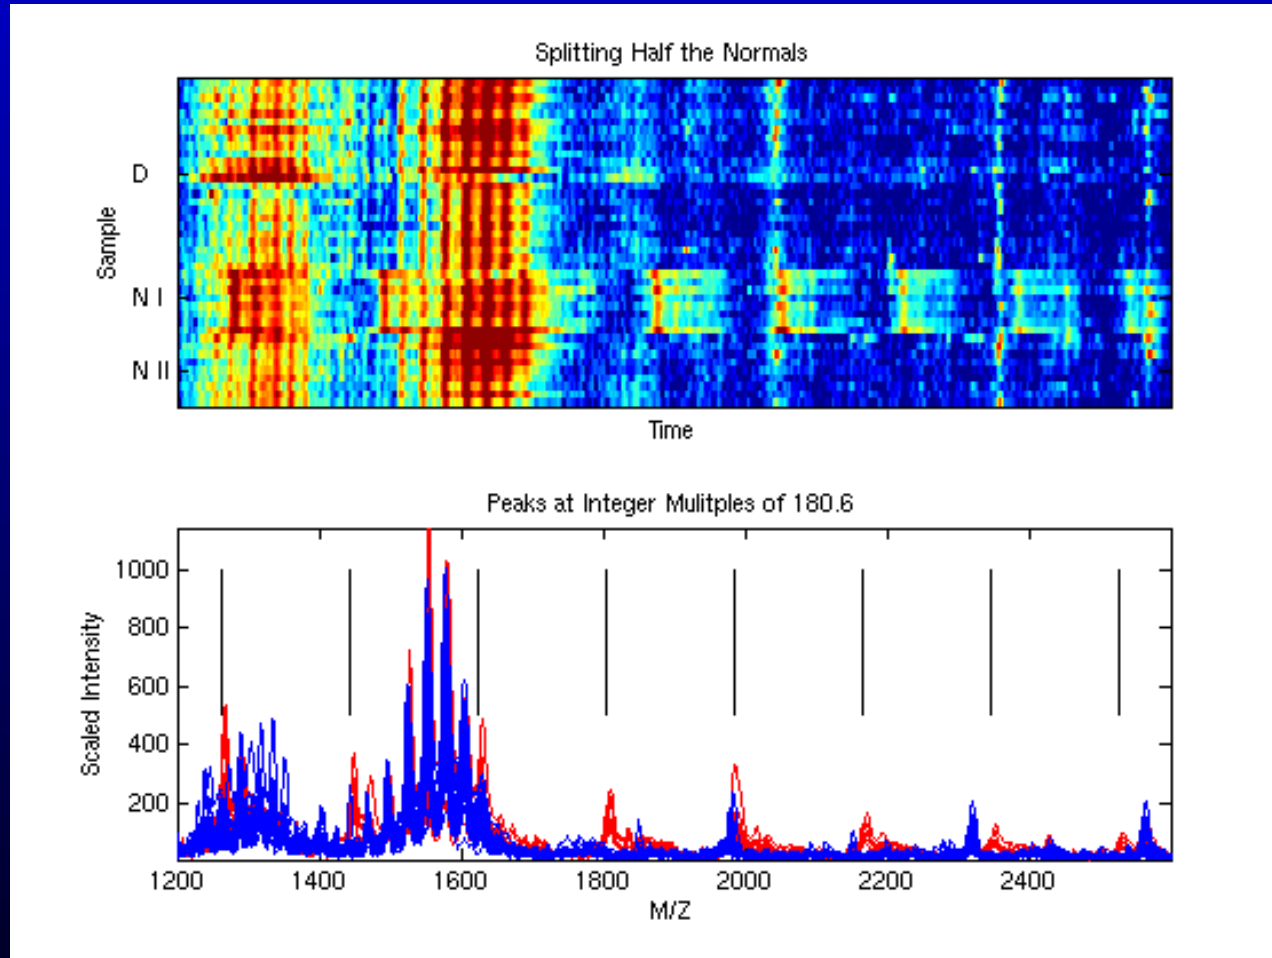 Splitting Half the Normals
D
N I
N II
Sample
Time
Peaks at Integer Mulitples of 180.6
1000
800
600
400
200
Scaled Intensity
1200 1400 1600 1800 2000 2200 2400
M/Z